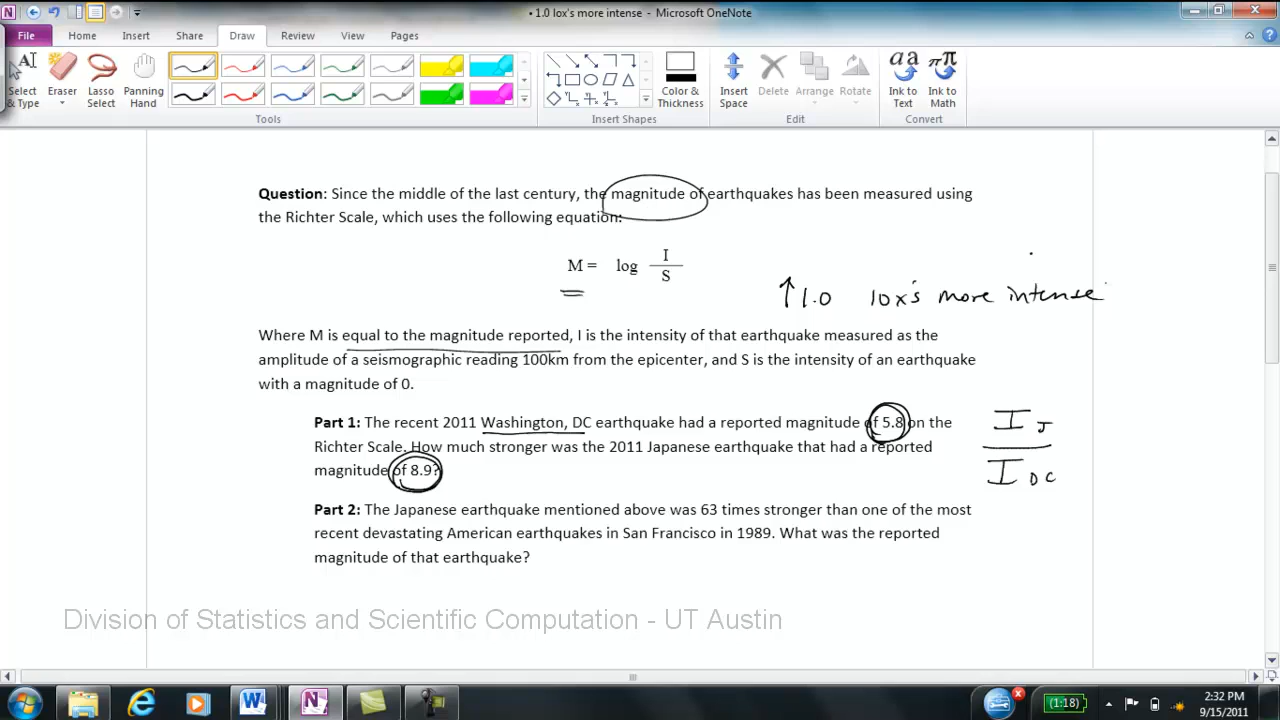 1.0 Iox's more intense - Microsoft OneNote
File Home Insert Share Draw Review View Pages
Select & Type
Eraser
Lasso Select
Panning Hand
Color & Thickness
Insert Space
Delete
Arrange
Rotate
Ink to Text
Ink to Math
Tools
Insert Shapes
Edit
Convert
Question: Since the middle of the last century, the magnitude of earthquakes has been measured using
the Richter Scale, which uses the following equation:
M = log I / S
↑ 1.0 10x's more intense
Where M is equal to the magnitude reported, I is the intensity of that earthquake measured as the
amplitude of a seismographic reading 100km from the epicenter, and S is the intensity of an earthquake
with a magnitude of 0.
Part 1: The recent 2011 Washington, DC earthquake had a reported magnitude of 5.8 on the
Richter Scale. How much stronger was the 2011 Japanese earthquake that had a reported
magnitude of 8.9?
I J
I DC
Part 2: The Japanese earthquake mentioned above was 63 times stronger than one of the most
recent devastating American earthquakes in San Francisco in 1989. What was the reported
magnitude of that earthquake?
Division of Statistics and Scientific Computation - UT Austin
(1:18)
2:32 PM
9/15/2011